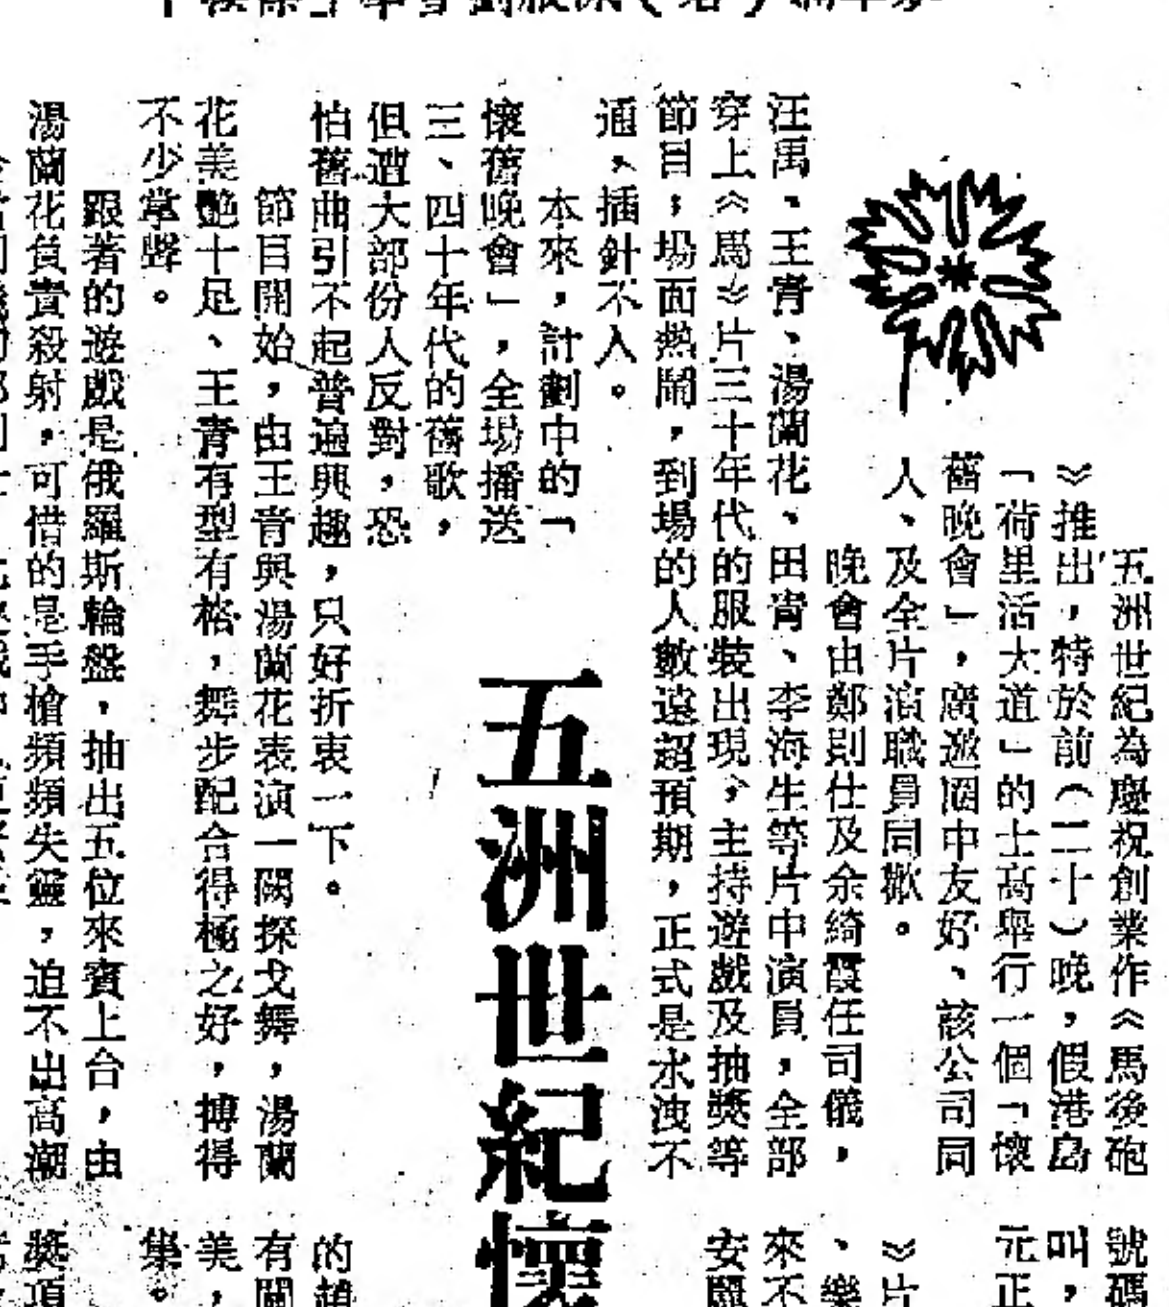 五洲世紀為慶祝創業作《馬後砲
》推出，特於前（二十）晚，假港島
「荷里活大道」的士高舉行一個「懷
舊晚會」，廣邀圈中友好、該公司同
人、及全片演職員同歡。
晚會由鄭則仕及余綺霞任司儀，
汪禹、王青、湯蘭花、田青、李海生等片中演員，全部
穿上《馬》片三十年代的服裝出現，主持遊戲及抽獎等
節目，場面熱鬧，到場的人數遠超預期，正式是水洩不
通，插針不入。
本來，計劃中的「
懷舊晚會」，全場播送
三、四十年代的舊歌，
但遭大部份人反對，恐
怕舊曲引不起普遍興趣，只好折衷一下。
節目開始，由王青與湯蘭花表演一闋探戈舞，湯蘭
花美艷十足、王青有型有格，舞步配合得極之好，搏得
不少掌聲。
跟著的遊戲是俄羅斯輪盤，抽出五位來賓上台，由
湯蘭花負責殺射，可惜的是手槍頻頻失靈，迫不出高潮
五洲世紀懷
號碼
叫，
元正
》片
、樂
來不
安
的趙
有關
美，
集。
獎項